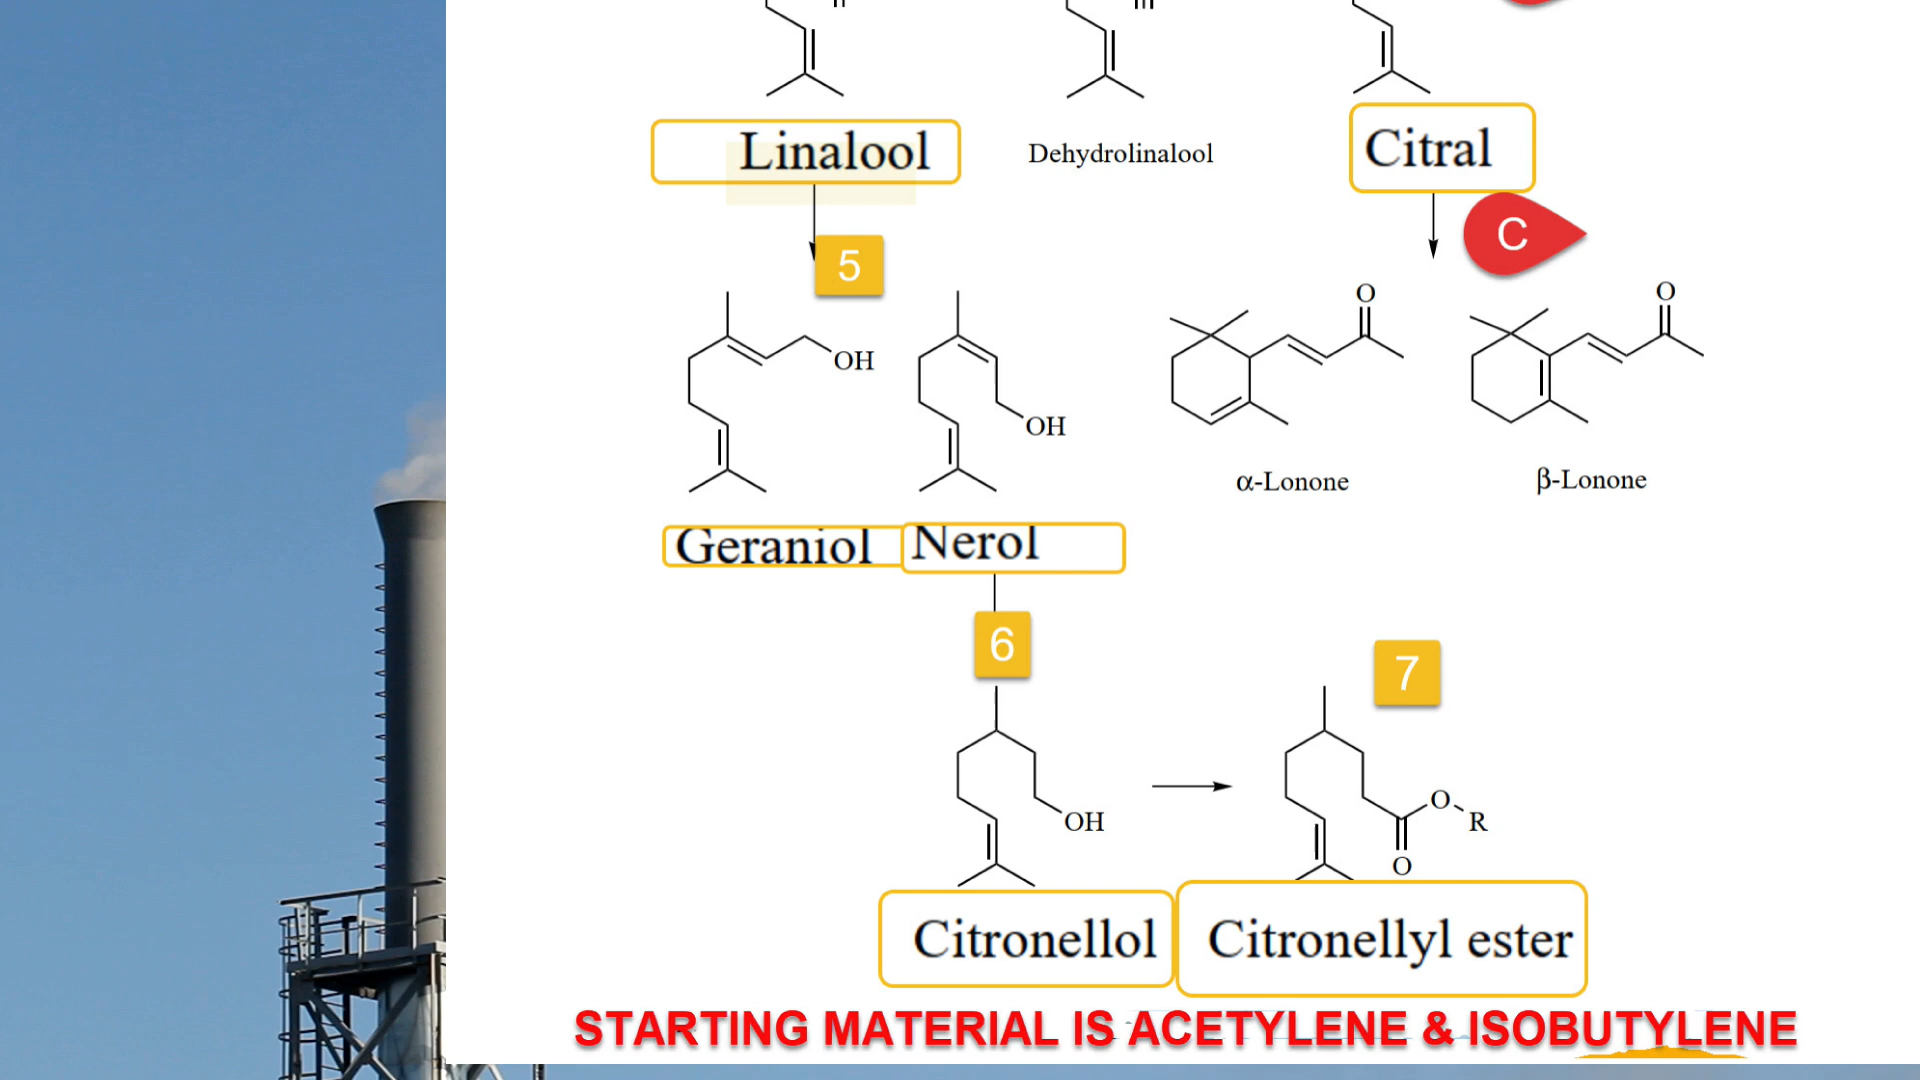 Linalool
Dehydrolinalool
Citral
C
5
O
O
OH
OH
α-Lonone
β-Lonone
Geraniol
Nerol
6
7
OH
O
R
O
Citronellol
Citronellyl ester
STARTING MATERIAL IS ACETYLENE & ISOBUTYLENE